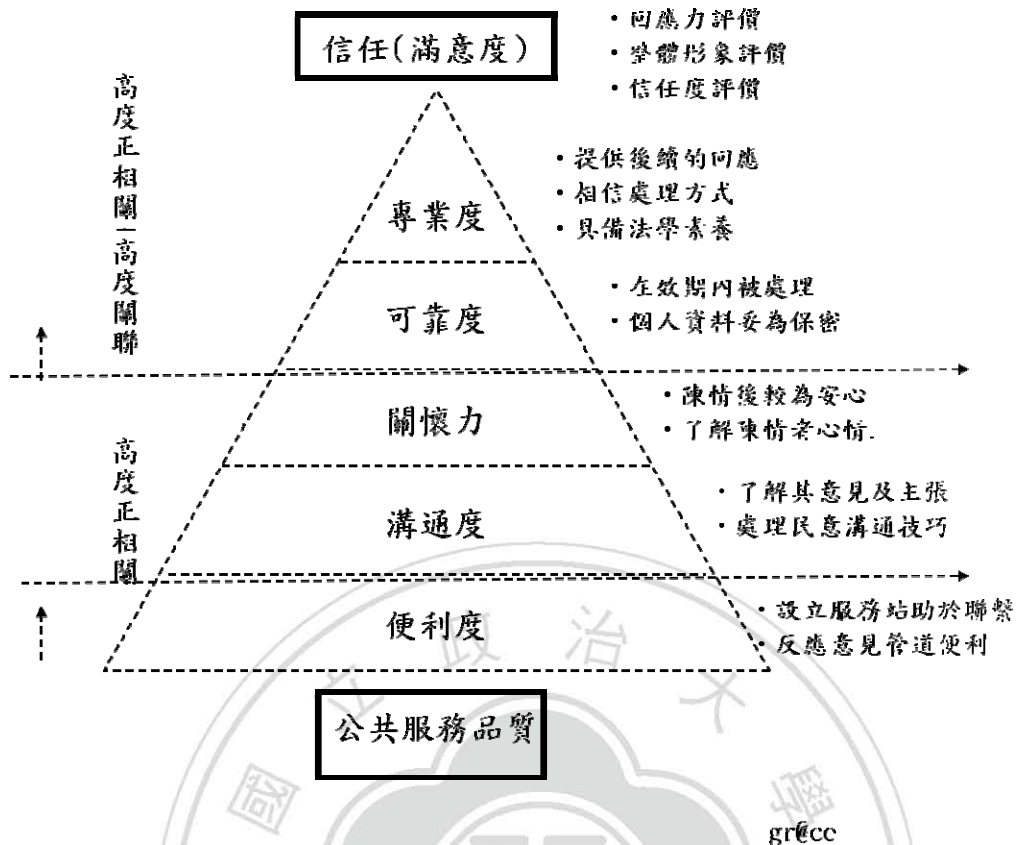 信任(滿意度)
・回應力評價
・整體形象評價
・信任度評價
高度正相關—高度關聯
專業度
・提供後續的回應
・相信處理方式
・具備法學素養
可靠度
・在效期內被處理
・個人資料妥為保密
高度正相關
關懷力
・陳情後較為安心
・了解陳情者心情.
溝通度
・了解其意見及主張
・處理民意溝通技巧
便利度
・設立服務站助於聯繫
・反應意見管道便利
公共服務品質
國立政治大學